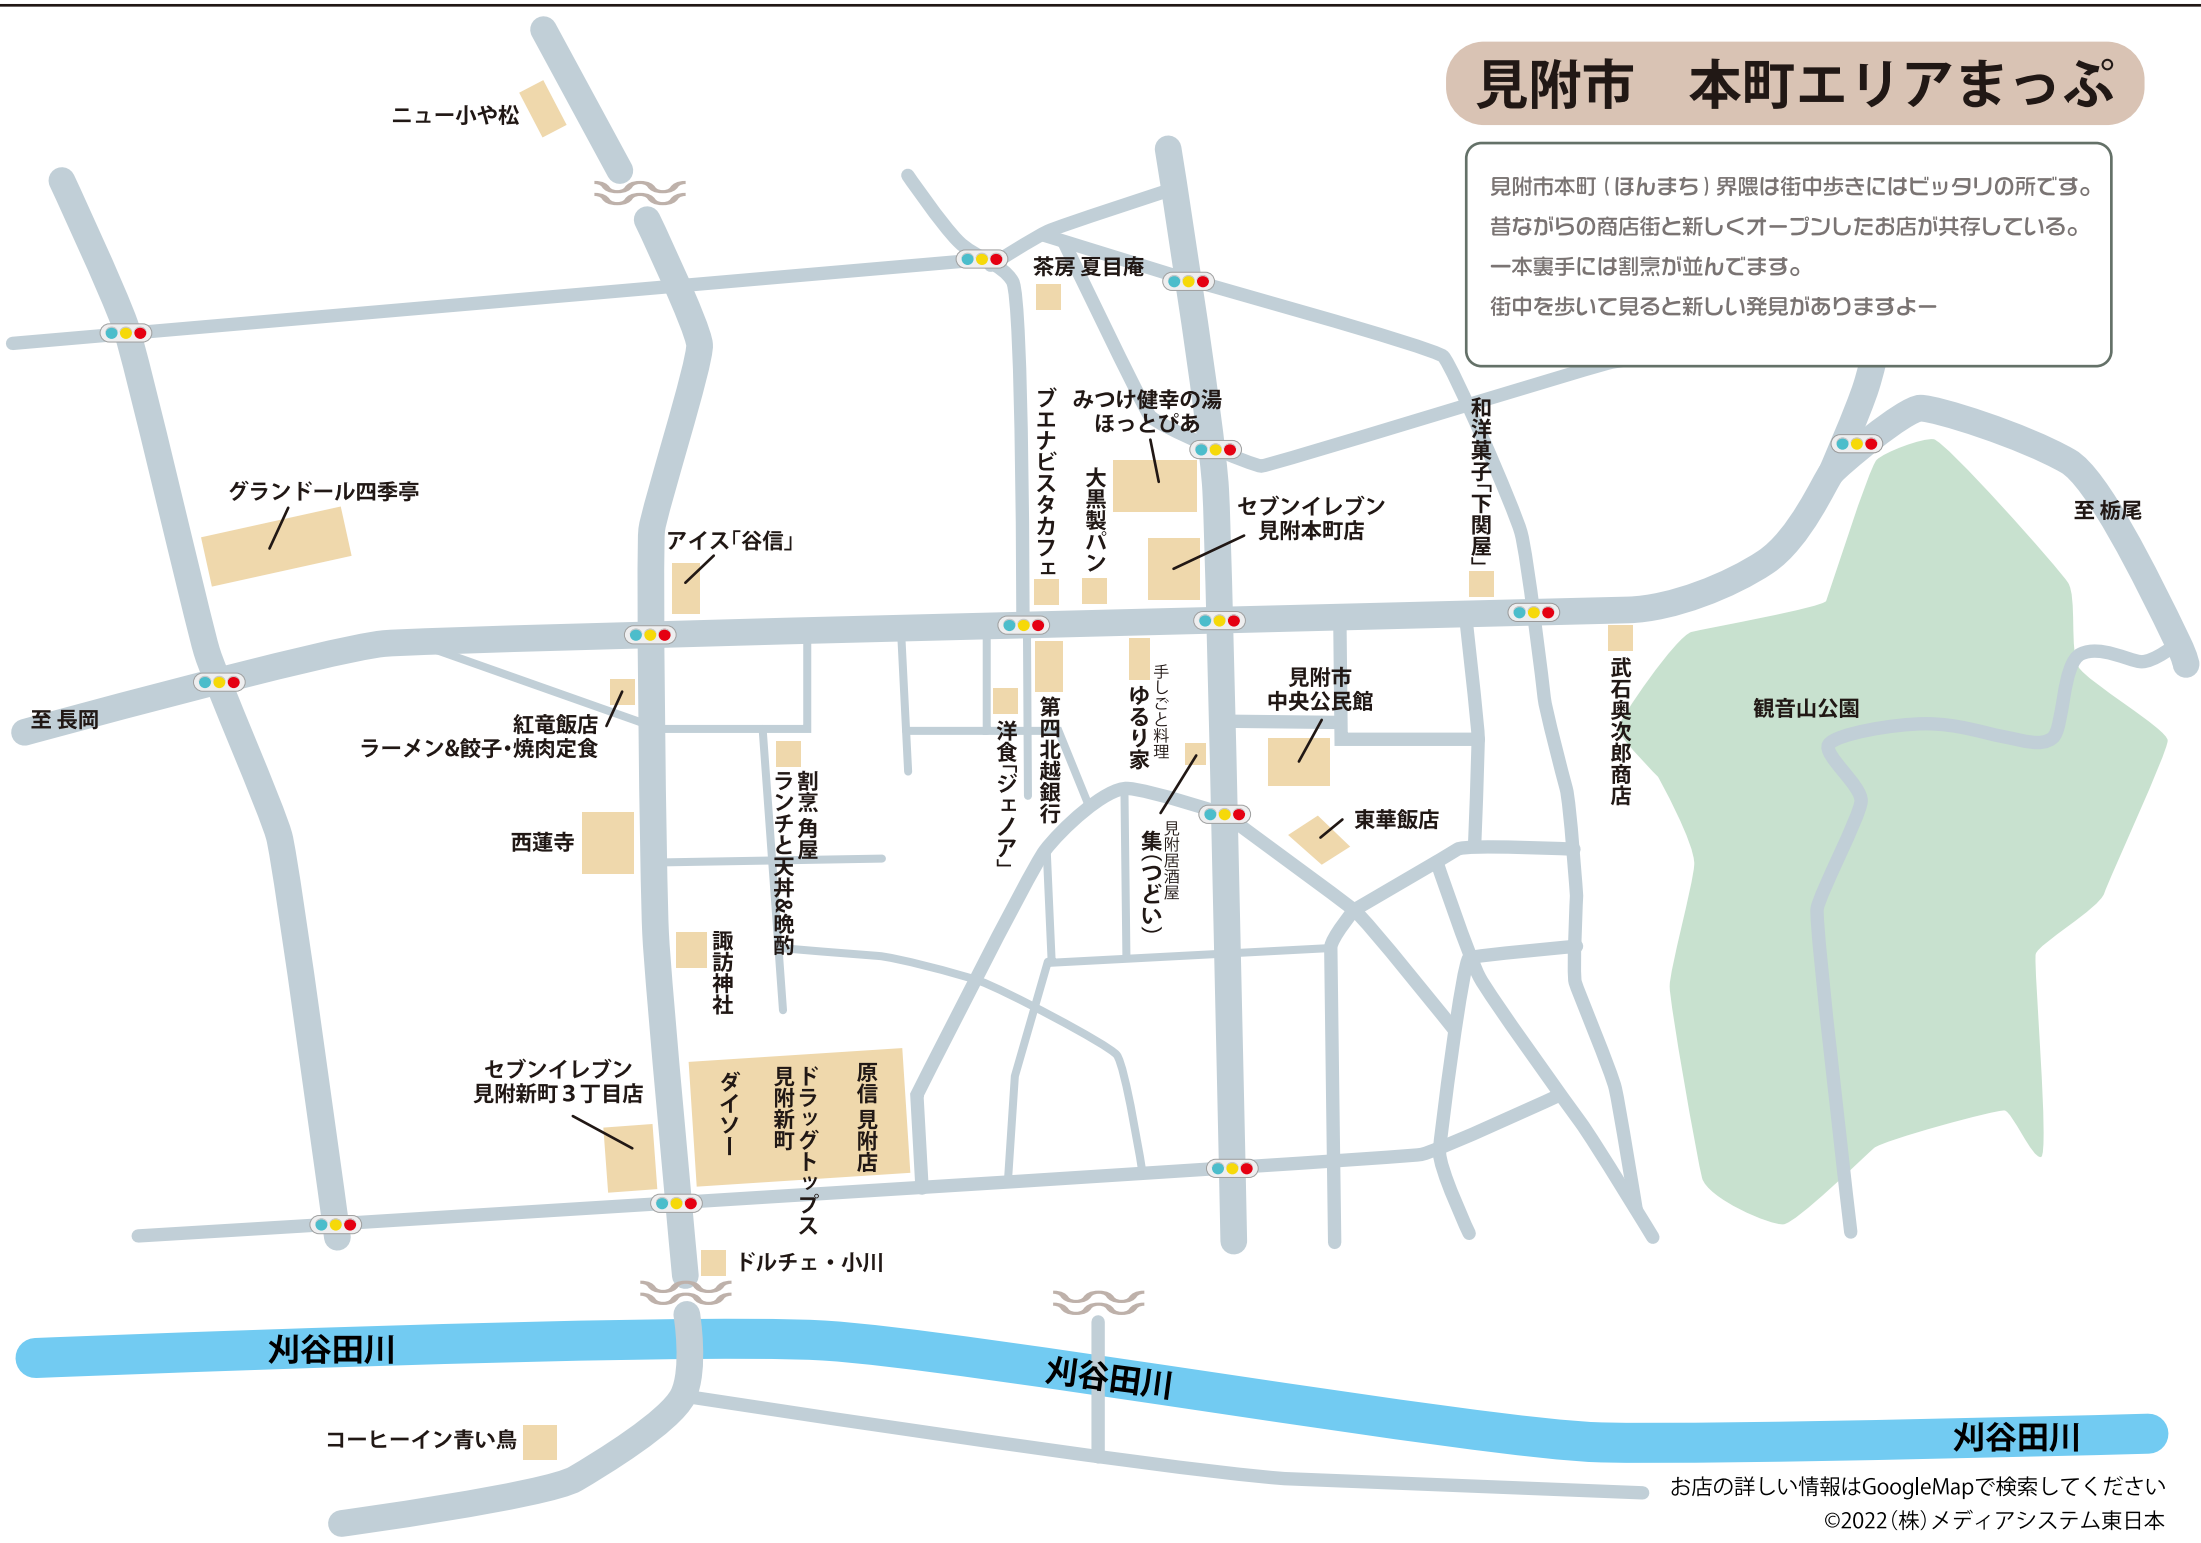 見附市　本町エリアまっぷ
見附市本町(ほんまち)界隈は街中歩きにはビッタリの所です。
昔ながらの商店街と新しくオープンしたお店が共存している。
一本裏手には割烹が並んでます。
街中を歩いて見ると新しい発見がありますよー
ニュー小や松
茶房 夏目庵
みつけ健幸の湯
ほっとぴあ
ブエナビスタカフェ
大黒製パン
和洋菓子「下関屋」
グランドール四季亭
アイス「谷信」
セブンイレブン
見附本町店
至 栃尾
至 長岡
紅竜飯店
ラーメン&餃子・焼肉定食
洋食「ジェノア」
第四北越銀行
手しごと料理
ゆるり家
見附市
中央公民館
武石奥次郎商店
観音山公園
西蓮寺
割烹 角屋
ランチと天丼&晩酌
見附居酒屋
集(つどい)
東華飯店
諏訪神社
セブンイレブン
見附新町3丁目店
ダイソー
ドラッグトップス
見附新町
原信 見附店
ドルチェ・小川
刈谷田川
刈谷田川
刈谷田川
コーヒーイン青い鳥
お店の詳しい情報はGoogleMapで検索してください
©2022(株)メディアシステム東日本